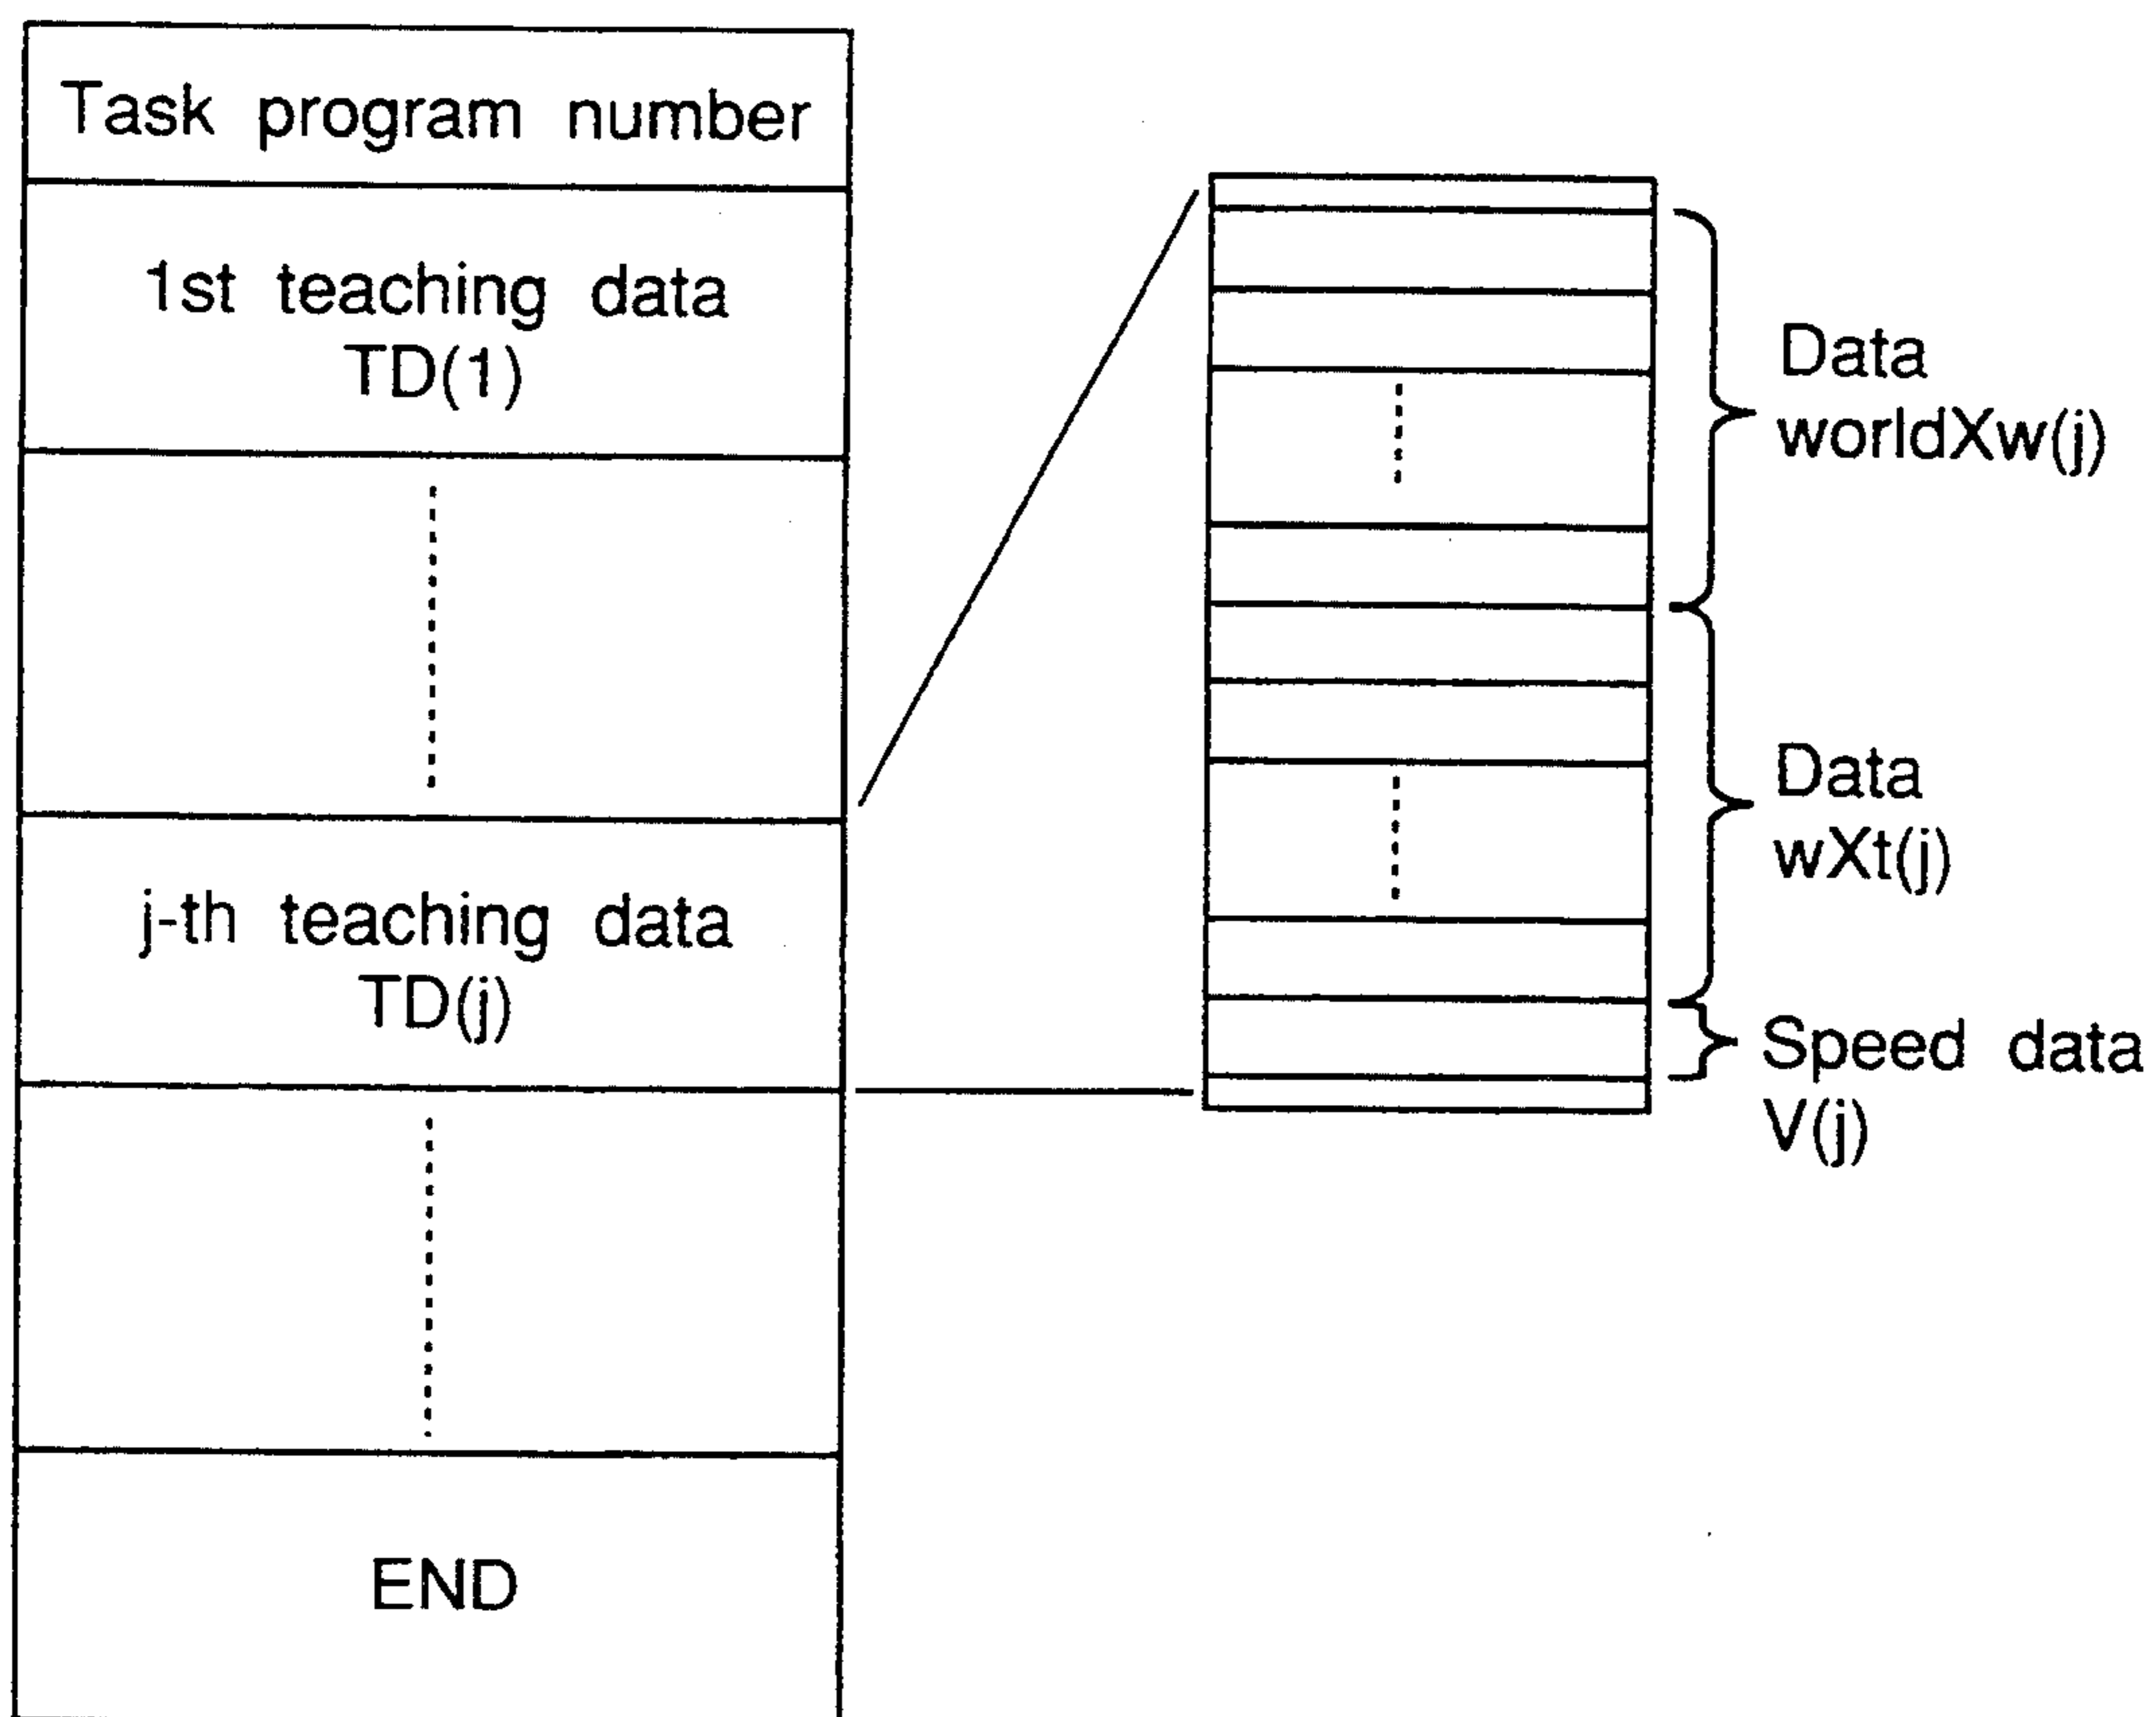 Task program number
1st teaching data
TD(1)
j-th teaching data
TD(j)
END
Data
worldXw(j)
Data
wXt(j)
Speed data
V(j)